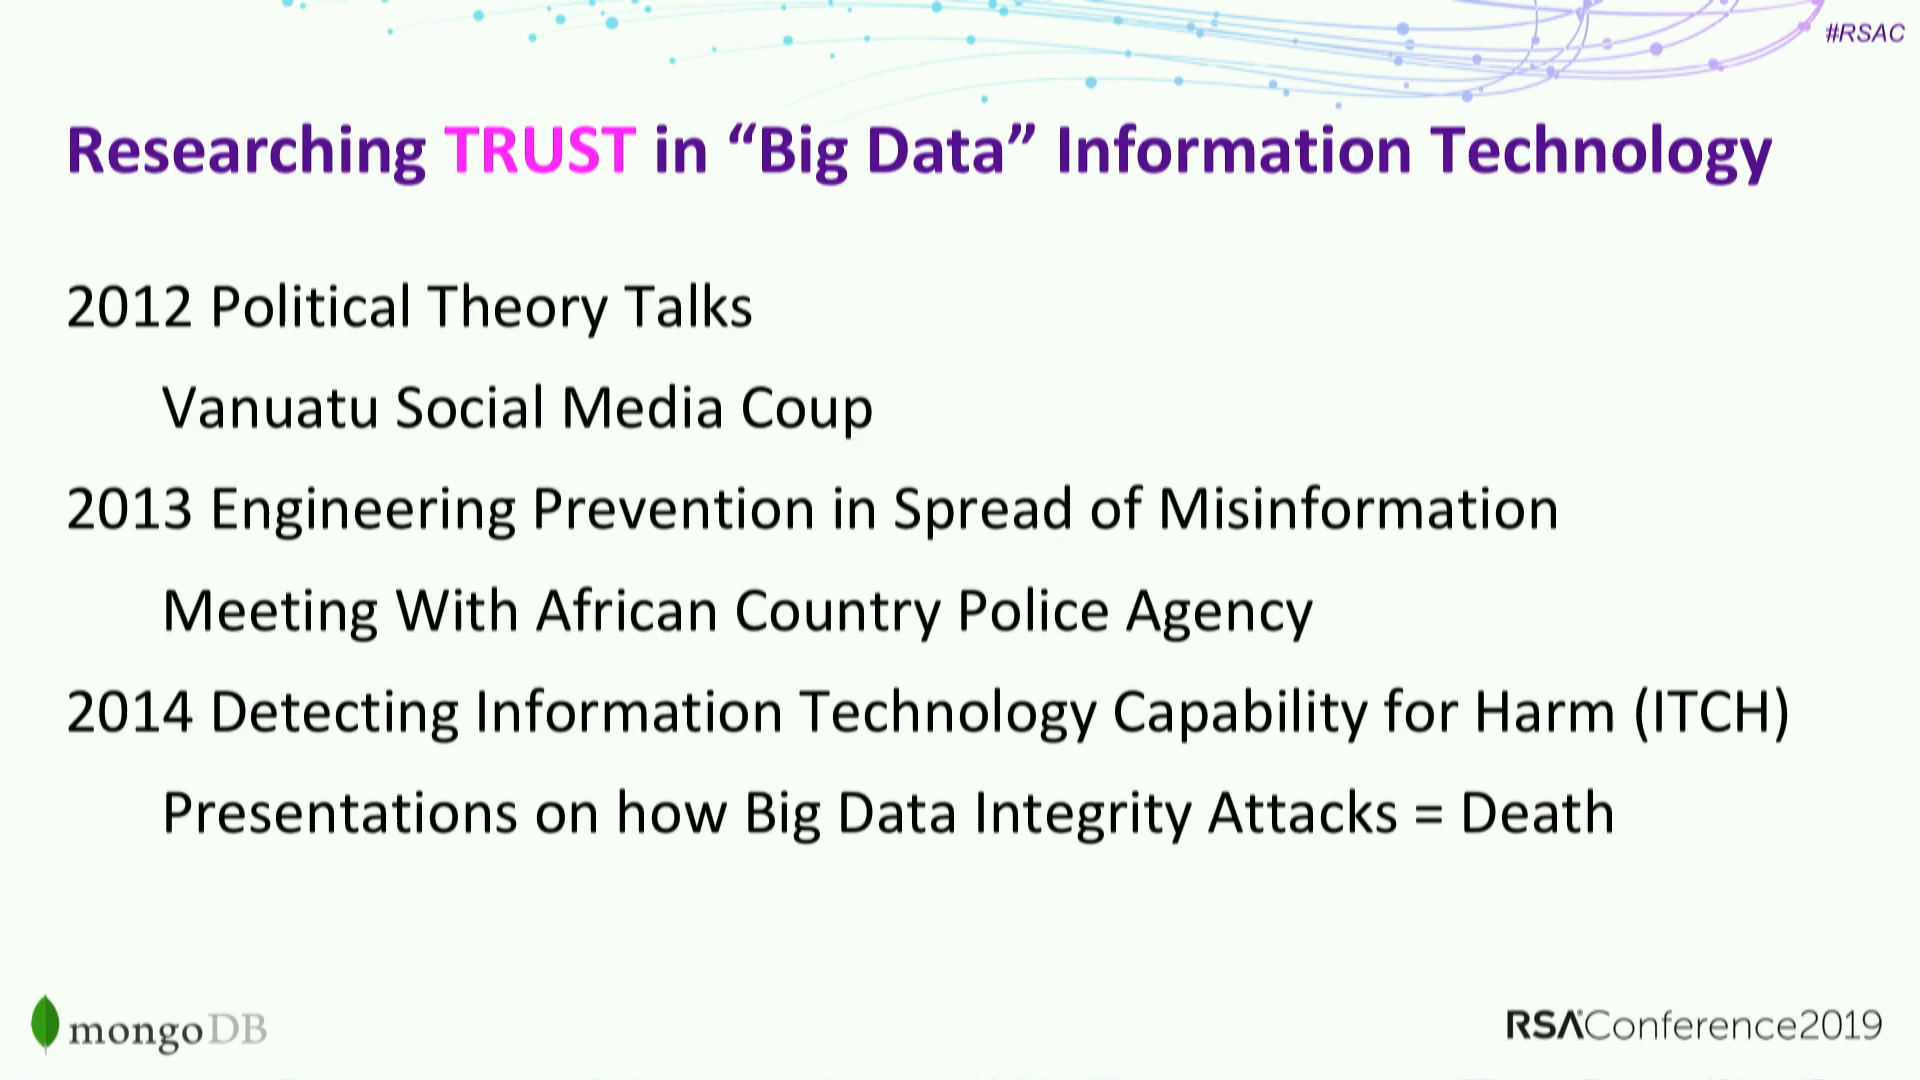 #RSAC
Researching TRUST in “Big Data” Information Technology
2012 Political Theory Talks
Vanuatu Social Media Coup
2013 Engineering Prevention in Spread of Misinformation
Meeting With African Country Police Agency
2014 Detecting Information Technology Capability for Harm (ITCH)
Presentations on how Big Data Integrity Attacks = Death
mongoDB
RSAConference2019